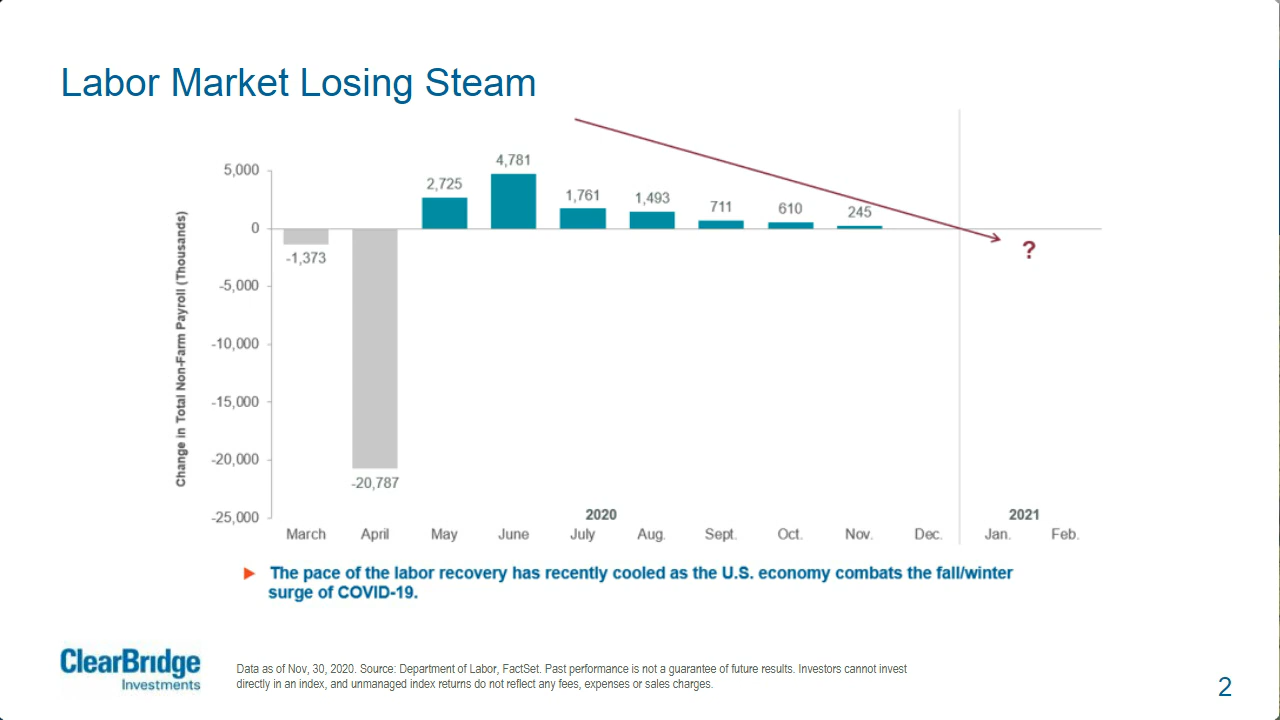 Labor Market Losing Steam
Change in Total Non-Farm Payroll (Thousands)
5,000
0
-5,000
-10,000
-15,000
-20,000
-25,000
-1,373
-20,787
2,725
4,781
1,761
1,493
711
610
245
?
2020
2021
March April May June July Aug. Sept. Oct. Nov. Dec. Jan. Feb.
The pace of the labor recovery has recently cooled as the U.S. economy combats the fall/winter
surge of COVID-19.
ClearBridge
Investments
Data as of Nov, 30, 2020. Source: Department of Labor, FactSet. Past performance is not a guarantee of future results. Investors cannot invest
directly in an index, and unmanaged index returns do not reflect any fees, expenses or sales charges.
2